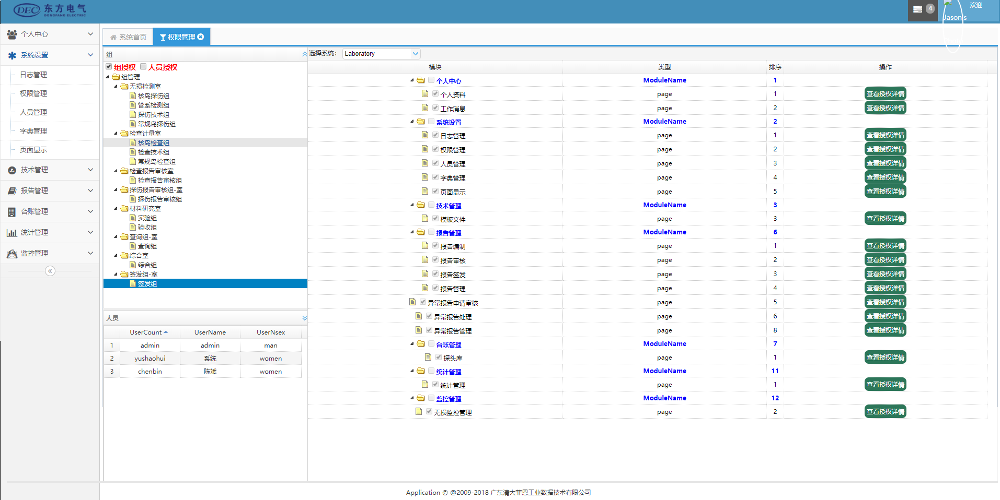 DEC 东方电气
DONGFANG ELECTRIC
4
欢迎
Jason's
个人中心
系统设置
日志管理
权限管理
人员管理
字典管理
页面显示
技术管理
报告管理
台账管理
统计管理
监控管理
系统首页 权限管理
组
组授权 人员授权
组管理
无损检测室
核岛探伤组
管系检测组
探伤技术组
常规岛探伤组
检查计量室
核岛检查组
检查技术组
常规岛检查组
检查报告审核室
检查报告审核组
探伤报告审核组-室
探伤报告审核组
材料研究室
实验组
验收组
查询组-室
查询组
综合室
综合组
签发组-室
签发组
人员
UserCount UserName UserNsex
1 admin admin man
2 yushaohui 系统 women
3 chenbin 陈斌 women
选择系统: Laboratory
模块 类型 排序 操作
个人中心 ModuleName 1
个人资料 page 1 查看授权详情
工作消息 page 2 查看授权详情
系统设置 ModuleName 2
日志管理 page 1 查看授权详情
权限管理 page 2 查看授权详情
人员管理 page 3 查看授权详情
字典管理 page 4 查看授权详情
页面显示 page 5 查看授权详情
技术管理 ModuleName 3
模板文件 page 3 查看授权详情
报告管理 ModuleName 6
报告编制 page 1 查看授权详情
报告审核 page 2 查看授权详情
报告签发 page 3 查看授权详情
报告管理 page 4 查看授权详情
异常报告申请审核 page 5 查看授权详情
异常报告处理 page 6 查看授权详情
异常报告管理 page 8 查看授权详情
台账管理 ModuleName 7
探头库 page 1 查看授权详情
统计管理 ModuleName 11
统计管理 page 1 查看授权详情
监控管理 ModuleName 12
无损监控管理 page 2 查看授权详情
Application © @2009-2018 广东清大菲恩工业数据技术有限公司